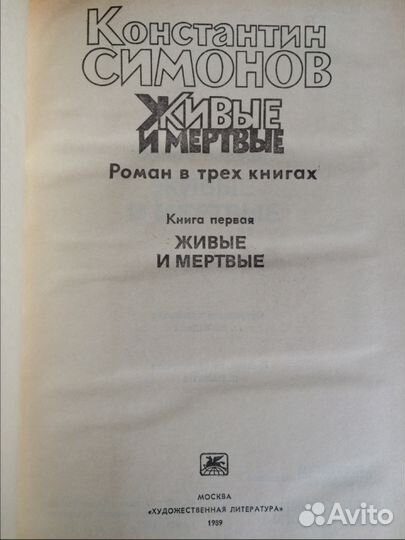 Константин
СИМОНОВ
ЖИВЫЕ
И МЕРТВЫЕ
Роман в трех книгах
Книга первая
ЖИВЫЕ
И МЕРТВЫЕ
МОСКВА
«ХУДОЖЕСТВЕННАЯ ЛИТЕРАТУРА»
1989
Avito